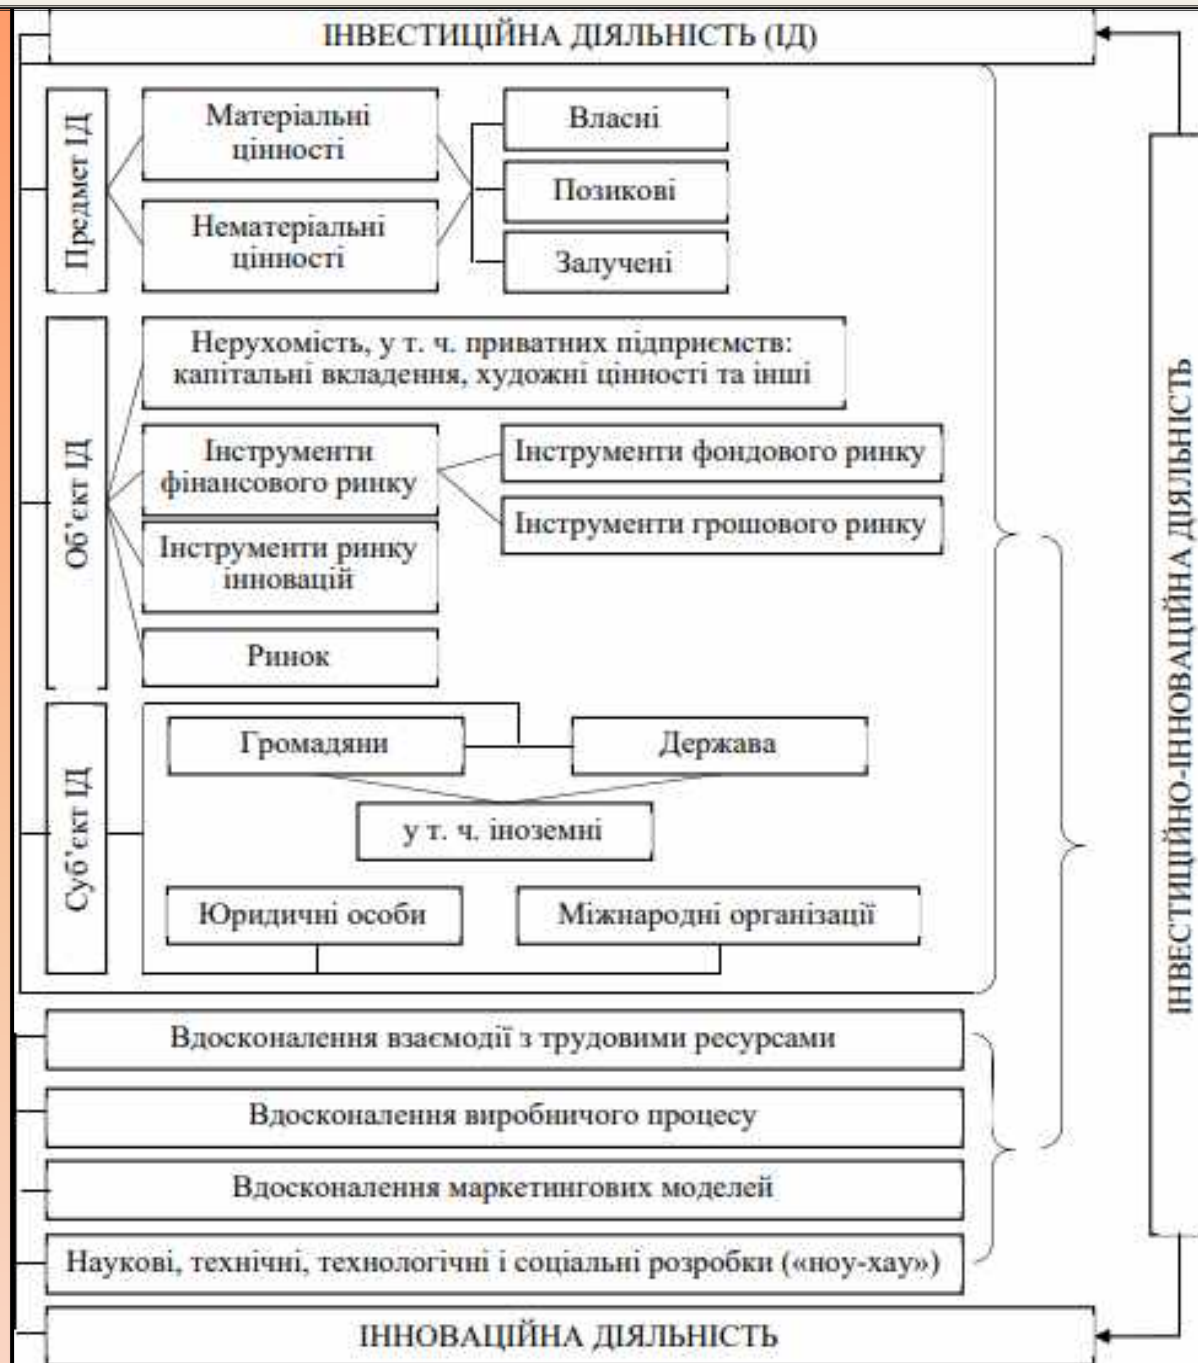 ІНВЕСТИЦІЙНА ДІЯЛЬНІСТЬ (ІД)
Предмет ІД
Матеріальні
цінності
Нематеріальні
цінності
Власні
Позикові
Залучені
Об’єкт ІД
Нерухомість, у т. ч. приватних підприємств:
капітальні вкладення, художні цінності та інші
Інструменти
фінансового ринку
Інструменти фондового ринку
Інструменти грошового ринку
Інструменти ринку
інновацій
Ринок
Суб’єкт ІД
Громадяни
Держава
у т. ч. іноземні
Юридичні особи
Міжнародні організації
Вдосконалення взаємодії з трудовими ресурсами
Вдосконалення виробничого процесу
Вдосконалення маркетингових моделей
Наукові, технічні, технологічні і соціальні розробки («ноу-хау»)
ІННОВАЦІЙНА ДІЯЛЬНІСТЬ
ІНВЕСТИЦІЙНО-ІННОВАЦІЙНА ДІЯЛЬНІСТЬ